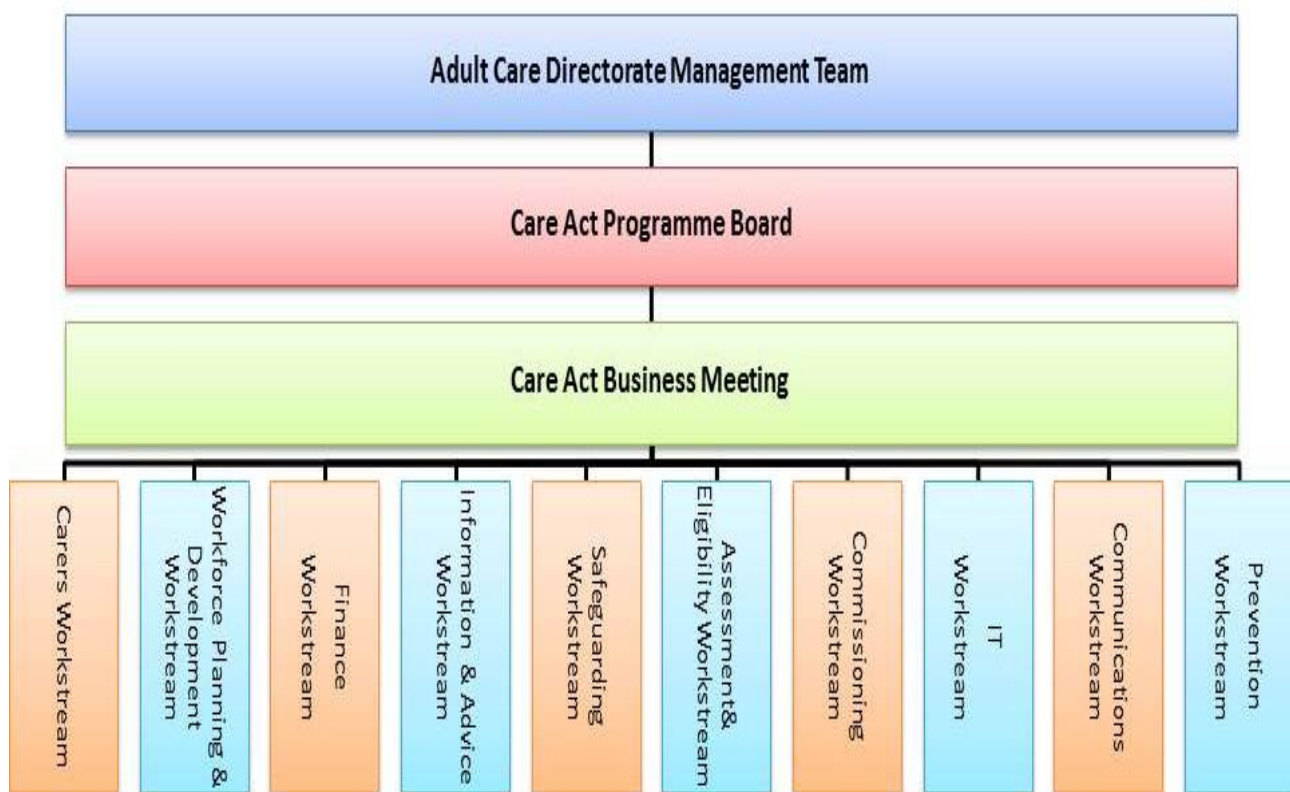 Adult Care Directorate Management Team
Care Act Programme Board
Care Act Business Meeting
Carers Workstream
Workforce Planning &
Development
Workstream
Finance
Workstream
Information & Advice
Workstream
Safeguarding
Workstream
Assessment&
Eligibility Workstream
Commissioning
Workstream
IT
Workstream
Communications
Workstream
Prevention
Workstream